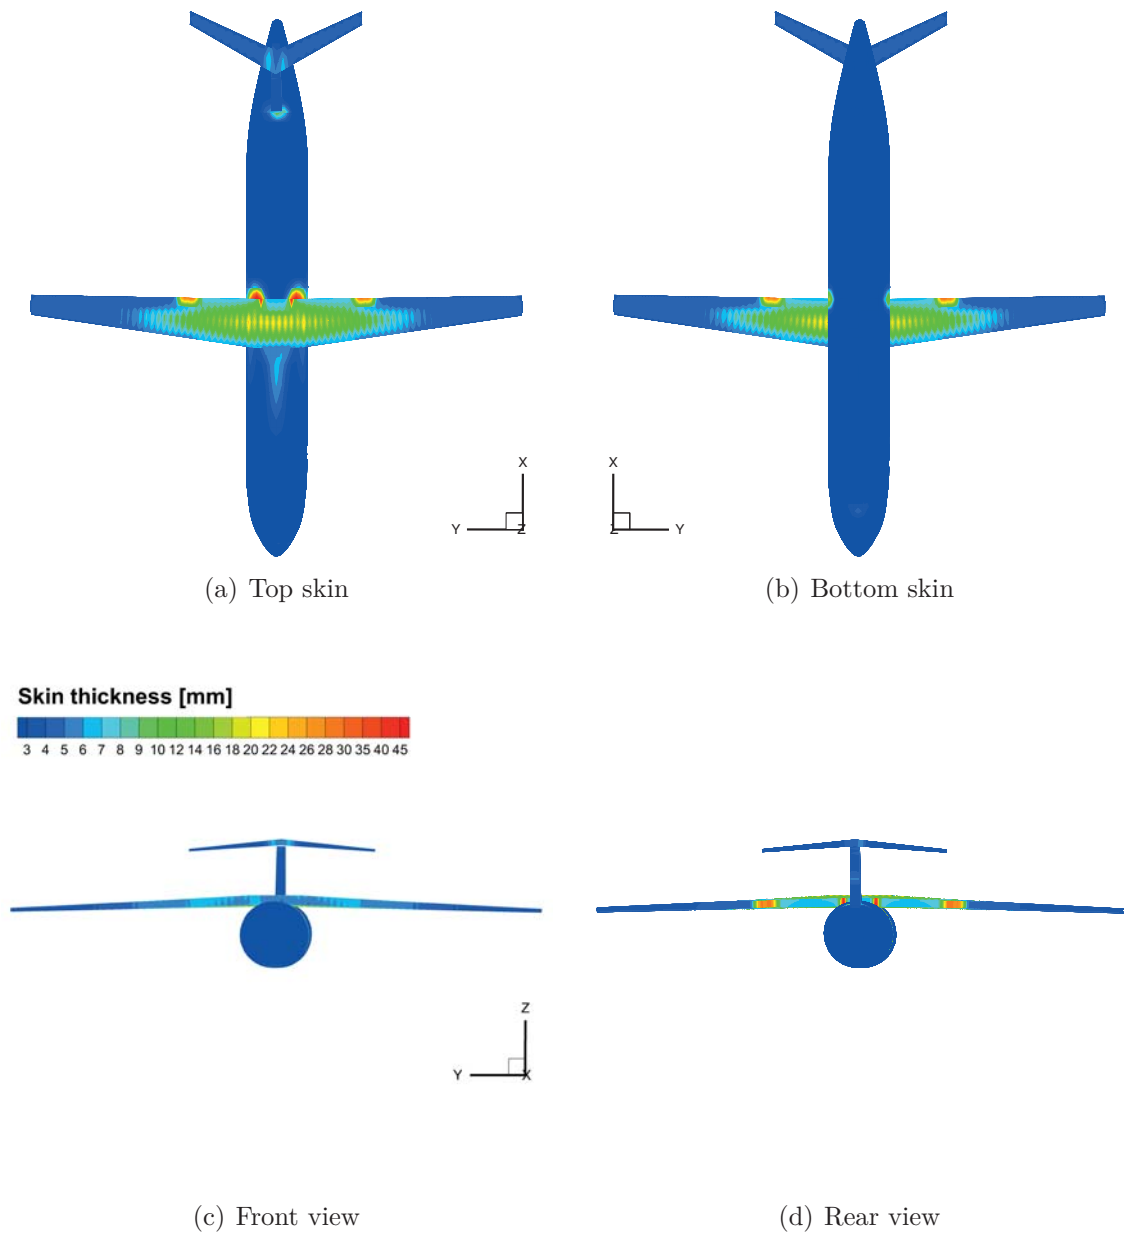 X
Y
Z
X
Z
Y
(a) Top skin
(b) Bottom skin
Skin thickness [mm]
3 4 5 6 7 8 9 10 12 14 16 18 20 22 24 26 28 30 35 40 45
Z
Y
X
(c) Front view
(d) Rear view